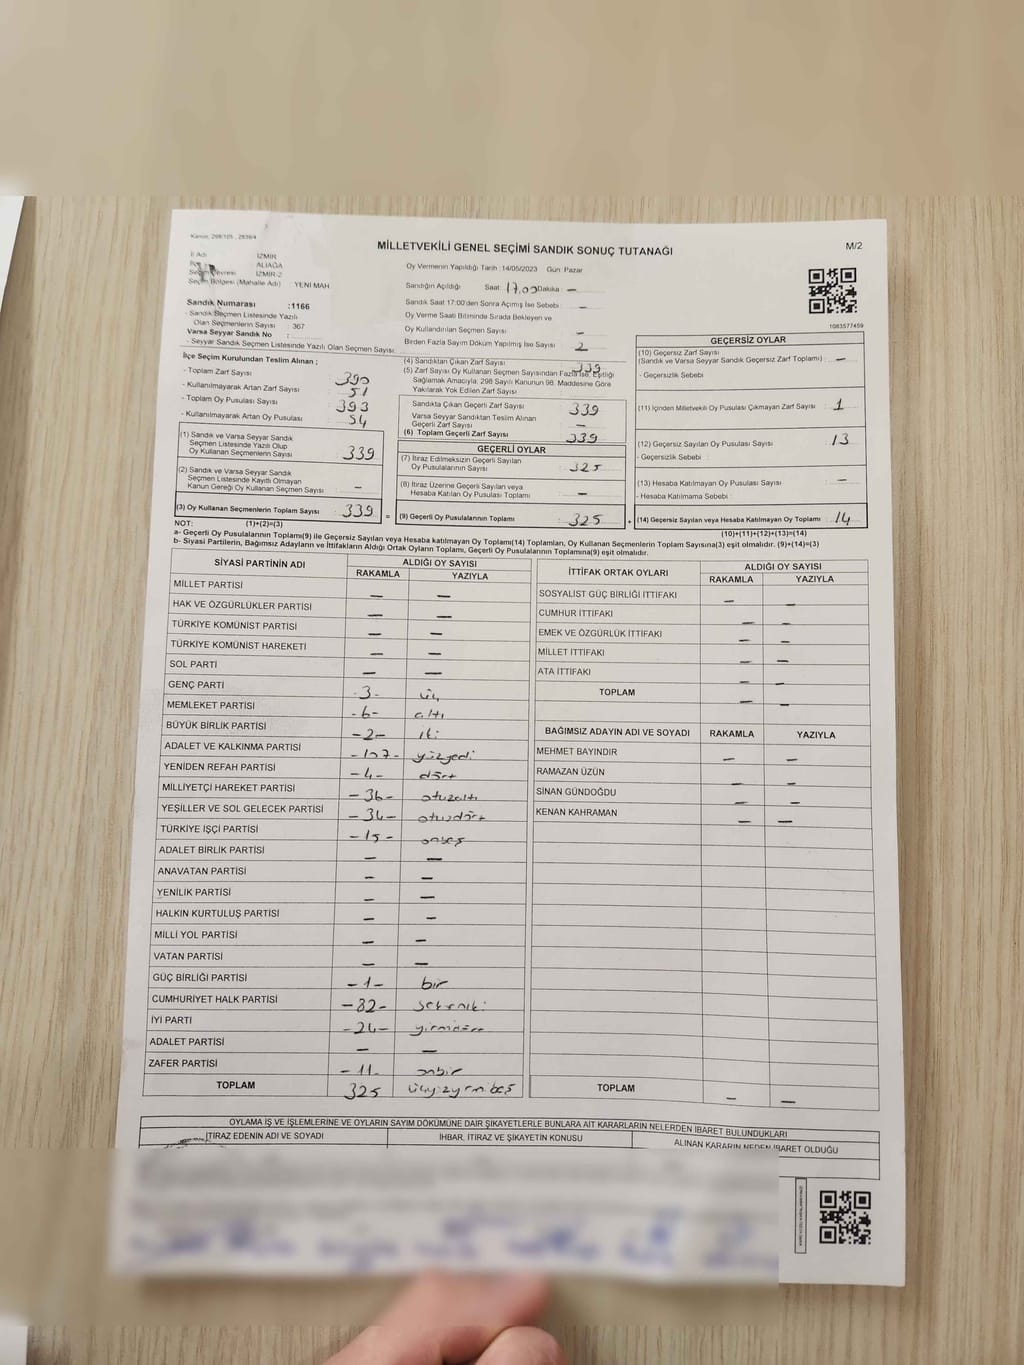 Kanun, 298/105 , 2839/4
MİLLETVEKİLİ GENEL SEÇİMİ SANDIK SONUÇ TUTANAĞI
M/2
İl Adı İZMİR
İlçe ALİAĞA
Seçim Çevresi İZMİR-2
Seçim Bölgesi (Mahalle Adı) : YENİ MAH.
Sandık Numarası :1166
- Sandık Seçmen Listesinde Yazılı
Olan Seçmenlerin Sayısı : 367
Varsa Seyyar Sandık No :
- Seyyar Sandık Seçmen Listesinde Yazılı Olan Seçmen Sayısı :
Oy Vermenin Yapıldığı Tarih : 14/05/2023 Gün: Pazar
Sandığın Açıldığı Saat: 17.00 Dakika : –
Sandık Saat 17:00'den Sonra Açımış İse Sebebi : –
Oy Verme Saati Bitiminde Sırada Bekleyen ve
Oy Kullandırılan Seçmen Sayısı –
Birden Fazla Sayım Döküm Yapılmış İse Sayısı : 2
1083577459
İlçe Seçim Kurulundan Teslim Alınan ;
- Toplam Zarf Sayısı : 390
- Kullanılmayarak Artan Zarf Sayısı : 51
- Toplam Oy Pusulası Sayısı : 393
- Kullanılmayarak Artan Oy Pusulası : 54
(1) Sandık ve Varsa Seyyar Sandık
Seçmen Listesinde Yazılı Olup
Oy Kullanan Seçmenlerin Sayısı : 339
(2) Sandık ve Varsa Seyyar Sandık
Seçmen Listesinde Kayıtlı Olmayan
Kanun Gereği Oy Kullanan Seçmen Sayısı : –
(3) Oy Kullanan Seçmenlerin Toplam Sayısı : 339 =
(4) Sandıktan Çıkan Zarf Sayısı : 339
(5) Zarf Sayısı Oy Kullanan Seçmen Sayısından Fazla İse, Eşitliği
Sağlamak Amacıyla, 298 Sayılı Kanunun 98. Maddesine Göre
Yakılarak Yok Edilen Zarf Sayısı
Sandıkta Çıkan Geçerli Zarf Sayısı : 339
Varsa Seyyar Sandıktan Teslim Alınan
Geçerli Zarf Sayısı : –
(6) Toplam Geçerli Zarf Sayısı : 339
GEÇERLİ OYLAR
(7) İtiraz Edilmeksizin Geçerli Sayılan
Oy Pusulalarının Sayısı : 325
(8) İtiraz Üzerine Geçerli Sayılan veya
Hesaba Katılan Oy Pusulası Toplamı : –
(9) Geçerli Oy Pusulalarının Toplamı : 325 +
GEÇERSİZ OYLAR
(10) Geçersiz Zarf Sayısı
(Sandık ve Varsa Seyyar Sandık Geçersiz Zarf Toplamı) : –
- Geçersizlik Sebebi
(11) İçinden Milletvekili Oy Pusulası Çıkmayan Zarf Sayısı : 1
(12) Geçersiz Sayılan Oy Pusulası Sayısı : 13
- Geçersizlik Sebebi :
(13) Hesaba Katılmayan Oy Pusulası Sayısı : –
- Hesaba Katılmama Sebebi :
(14) Geçersiz Sayılan veya Hesaba Katılmayan Oy Toplamı : 14
NOT: (1)+(2)=(3)
(10)+(11)+(12)+(13)=(14)
a- Geçerli Oy Pusulalarının Toplamı(9) ile Geçersiz Sayılan veya Hesaba katılmayan Oy Toplamı(14) Toplamları, Oy Kullanan Seçmenlerin Toplam Sayısına(3) eşit olmalıdır. (9)+(14)=(3)
b- Siyasi Partilerin, Bağımsız Adayların ve İttifakların Aldığı Ortak Oyların Toplamı, Geçerli Oy Pusulalarının Toplamına(9) eşit olmalıdır.
SİYASİ PARTİNİN ADI ALDIĞI OY SAYISI
RAKAMLA YAZIYLA
MİLLET PARTİSİ – –
HAK VE ÖZGÜRLÜKLER PARTİSİ – –
TÜRKİYE KOMÜNİST PARTİSİ – –
TÜRKİYE KOMÜNİST HAREKETİ – –
SOL PARTİ – –
GENÇ PARTİ -3- üç
MEMLEKET PARTİSİ -6- altı
BÜYÜK BİRLİK PARTİSİ -2- iki
ADALET VE KALKINMA PARTİSİ -107- yüzyedi
YENİDEN REFAH PARTİSİ -4- dört
MİLLİYETÇİ HAREKET PARTİSİ -36- otuzaltı
YEŞİLLER VE SOL GELECEK PARTİSİ -34- otuzdört
TÜRKİYE İŞÇİ PARTİSİ -15- onbeş
ADALET BİRLİK PARTİSİ – –
ANAVATAN PARTİSİ – –
YENİLİK PARTİSİ – –
HALKIN KURTULUŞ PARTİSİ – –
MİLLİ YOL PARTİSİ – –
VATAN PARTİSİ – –
GÜÇ BİRLİĞİ PARTİSİ -1- bir
CUMHURİYET HALK PARTİSİ -82- seksniki
İYİ PARTİ -24- yirmidört
ADALET PARTİSİ – –
ZAFER PARTİSİ -11- onbir
TOPLAM 325 üçyüzyirmibeş
İTTİFAK ORTAK OYLARI ALDIĞI OY SAYISI
RAKAMLA YAZIYLA
SOSYALİST GÜÇ BİRLİĞİ İTTİFAKI – –
CUMHUR İTTİFAKI – –
EMEK VE ÖZGÜRLÜK İTTİFAKI – –
MİLLET İTTİFAKI – –
ATA İTTİFAKI – –
TOPLAM – –
BAĞIMSIZ ADAYIN ADI VE SOYADI RAKAMLA YAZIYLA
MEHMET BAYINDIR – –
RAMAZAN ÜZÜN – –
SİNAN GÜNDOĞDU – –
KENAN KAHRAMAN – –
TOPLAM – –
OYLAMA İŞ VE İŞLEMLERİNE VE OYLARIN SAYIM DÖKÜMÜNE DAİR ŞİKAYETLERLE BUNLARA AİT KARARLARIN NELERDEN İBARET BULUNDUKLARI
İTİRAZ EDENİN ADI VE SOYADI İHBAR, İTİRAZ VE ŞİKAYETİN KONUSU ALINAN KARARIN NEDEN İBARET OLDUĞU